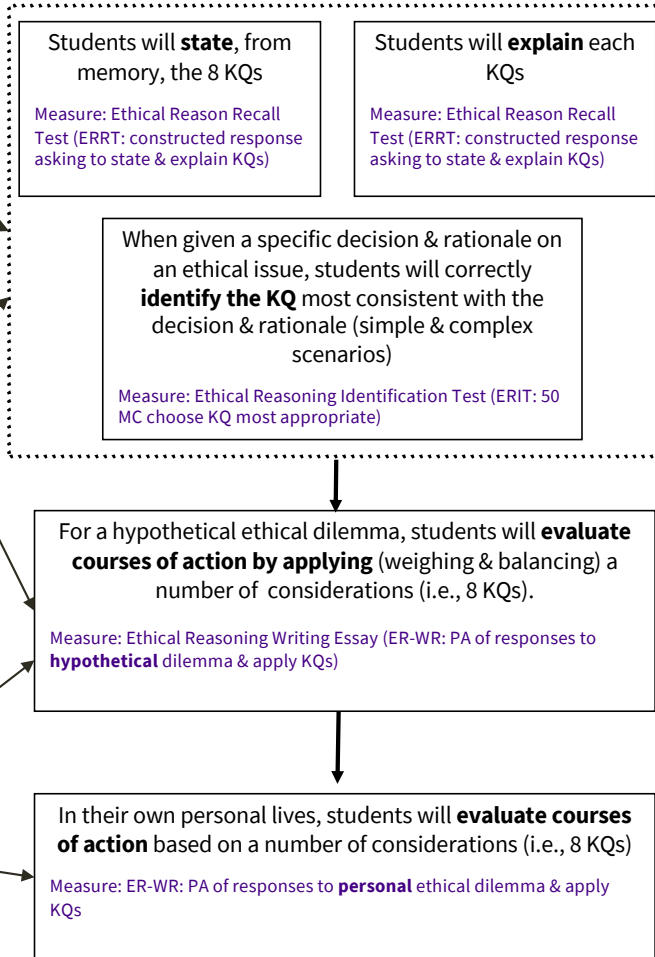 Students will state, from
memory, the 8 KQs
Measure: Ethical Reason Recall
Test (ERRT: constructed response
asking to state & explain KQs)
Students will explain each
KQs
Measure: Ethical Reason Recall
Test (ERRT: constructed response
asking to state & explain KQs)
When given a specific decision & rationale on
an ethical issue, students will correctly
identify the KQ most consistent with the
decision & rationale (simple & complex
scenarios)
Measure: Ethical Reasoning Identification Test (ERIT: 50
MC choose KQ most appropriate)
For a hypothetical ethical dilemma, students will evaluate
courses of action by applying (weighing & balancing) a
number of considerations (i.e., 8 KQs).
Measure: Ethical Reasoning Writing Essay (ER-WR: PA of responses to
hypothetical dilemma & apply KQs)
In their own personal lives, students will evaluate courses
of action based on a number of considerations (i.e., 8 KQs)
Measure: ER-WR: PA of responses to personal ethical dilemma & apply
KQs